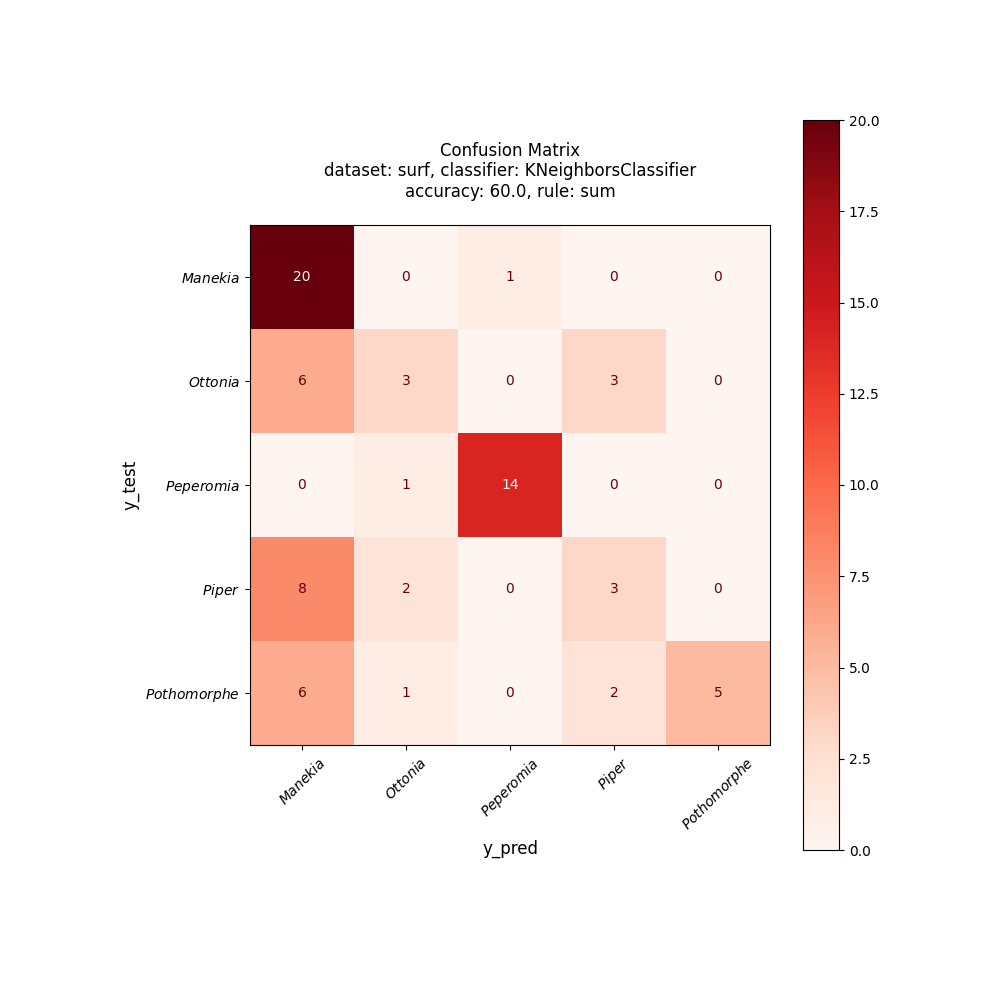 Confusion Matrix
dataset: surf, classifier: KNeighborsClassifier
accuracy: 60.0, rule: sum
20.0
17.5
15.0
12.5
10.0
7.5
5.0
2.5
0.0
y_test
Manekia 20 0 1 0 0
Ottonia 6 3 0 3 0
Peperomia 0 1 14 0 0
Piper 8 2 0 3 0
Pothomorphe 6 1 0 2 5
Manekia Ottonia Peperomia Piper Pothomorphe
y_pred